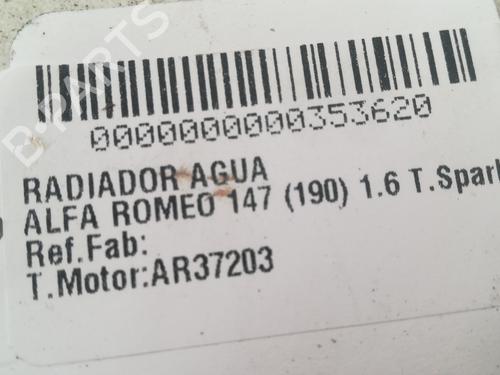 0000000000353620
RADIADOR AGUA
ALFA ROMEO 147 (190) 1.6 T.Spark
Ref.Fab:
T.Motor:AR37203
B-PARTS